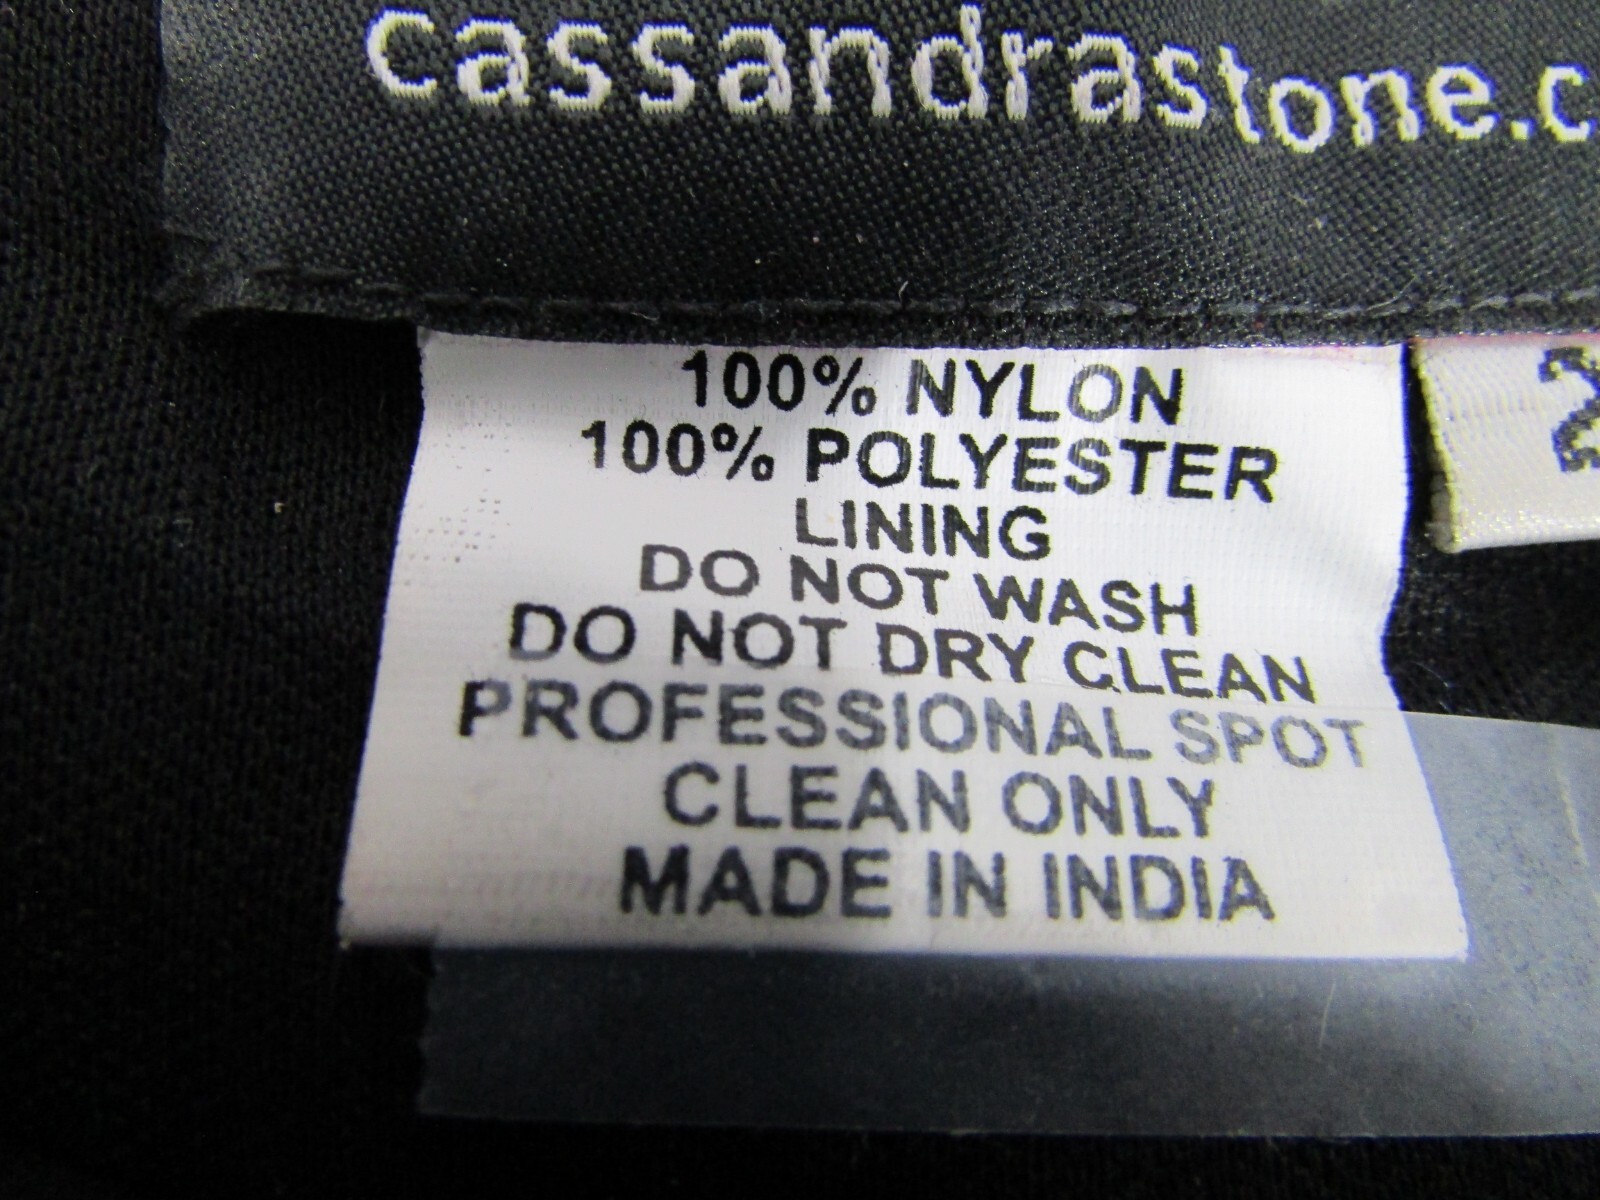 cassandrastone.c
100% NYLON
100% POLYESTER
LINING
DO NOT WASH
DO NOT DRY CLEAN
PROFESSIONAL SPOT
CLEAN ONLY
MADE IN INDIA
2